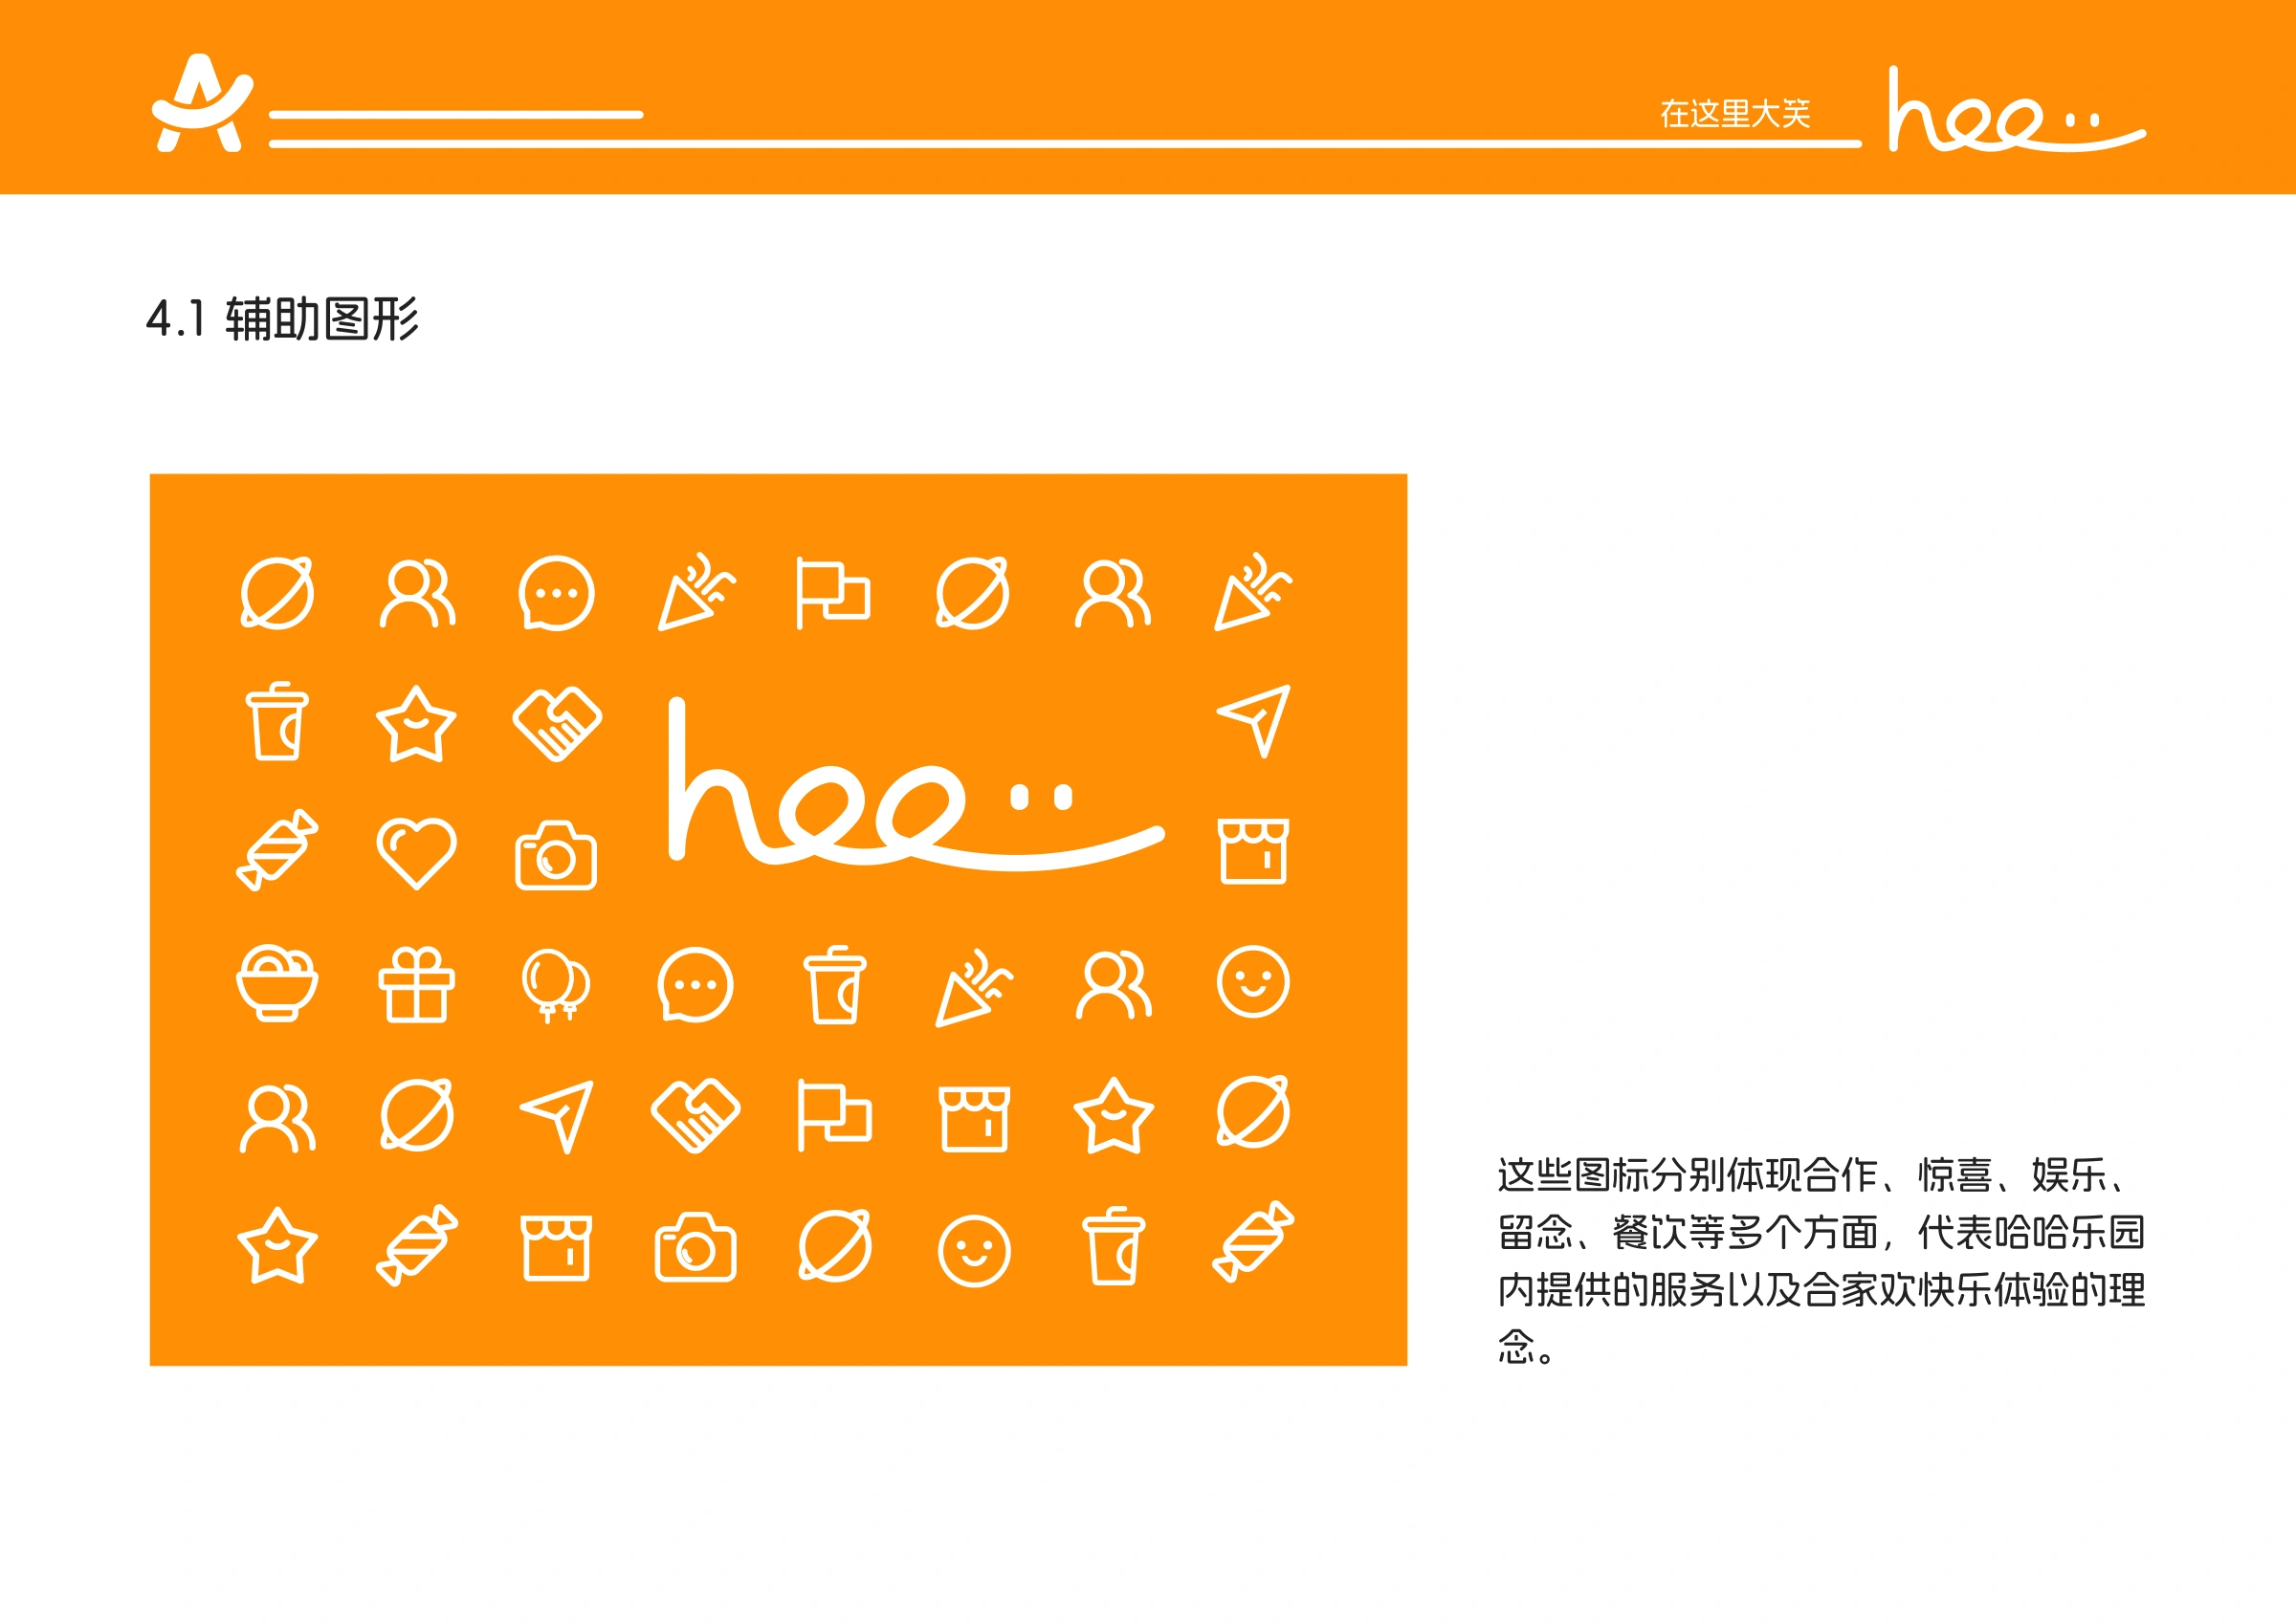 在这里大笑
hee
4.1 辅助图形
hee
这些图标分别体现合作、惊喜、娱乐、
留念、餐饮等多个方面，代表哈哈乐园
内提供的服务以及合家欢快乐体验的理
念。